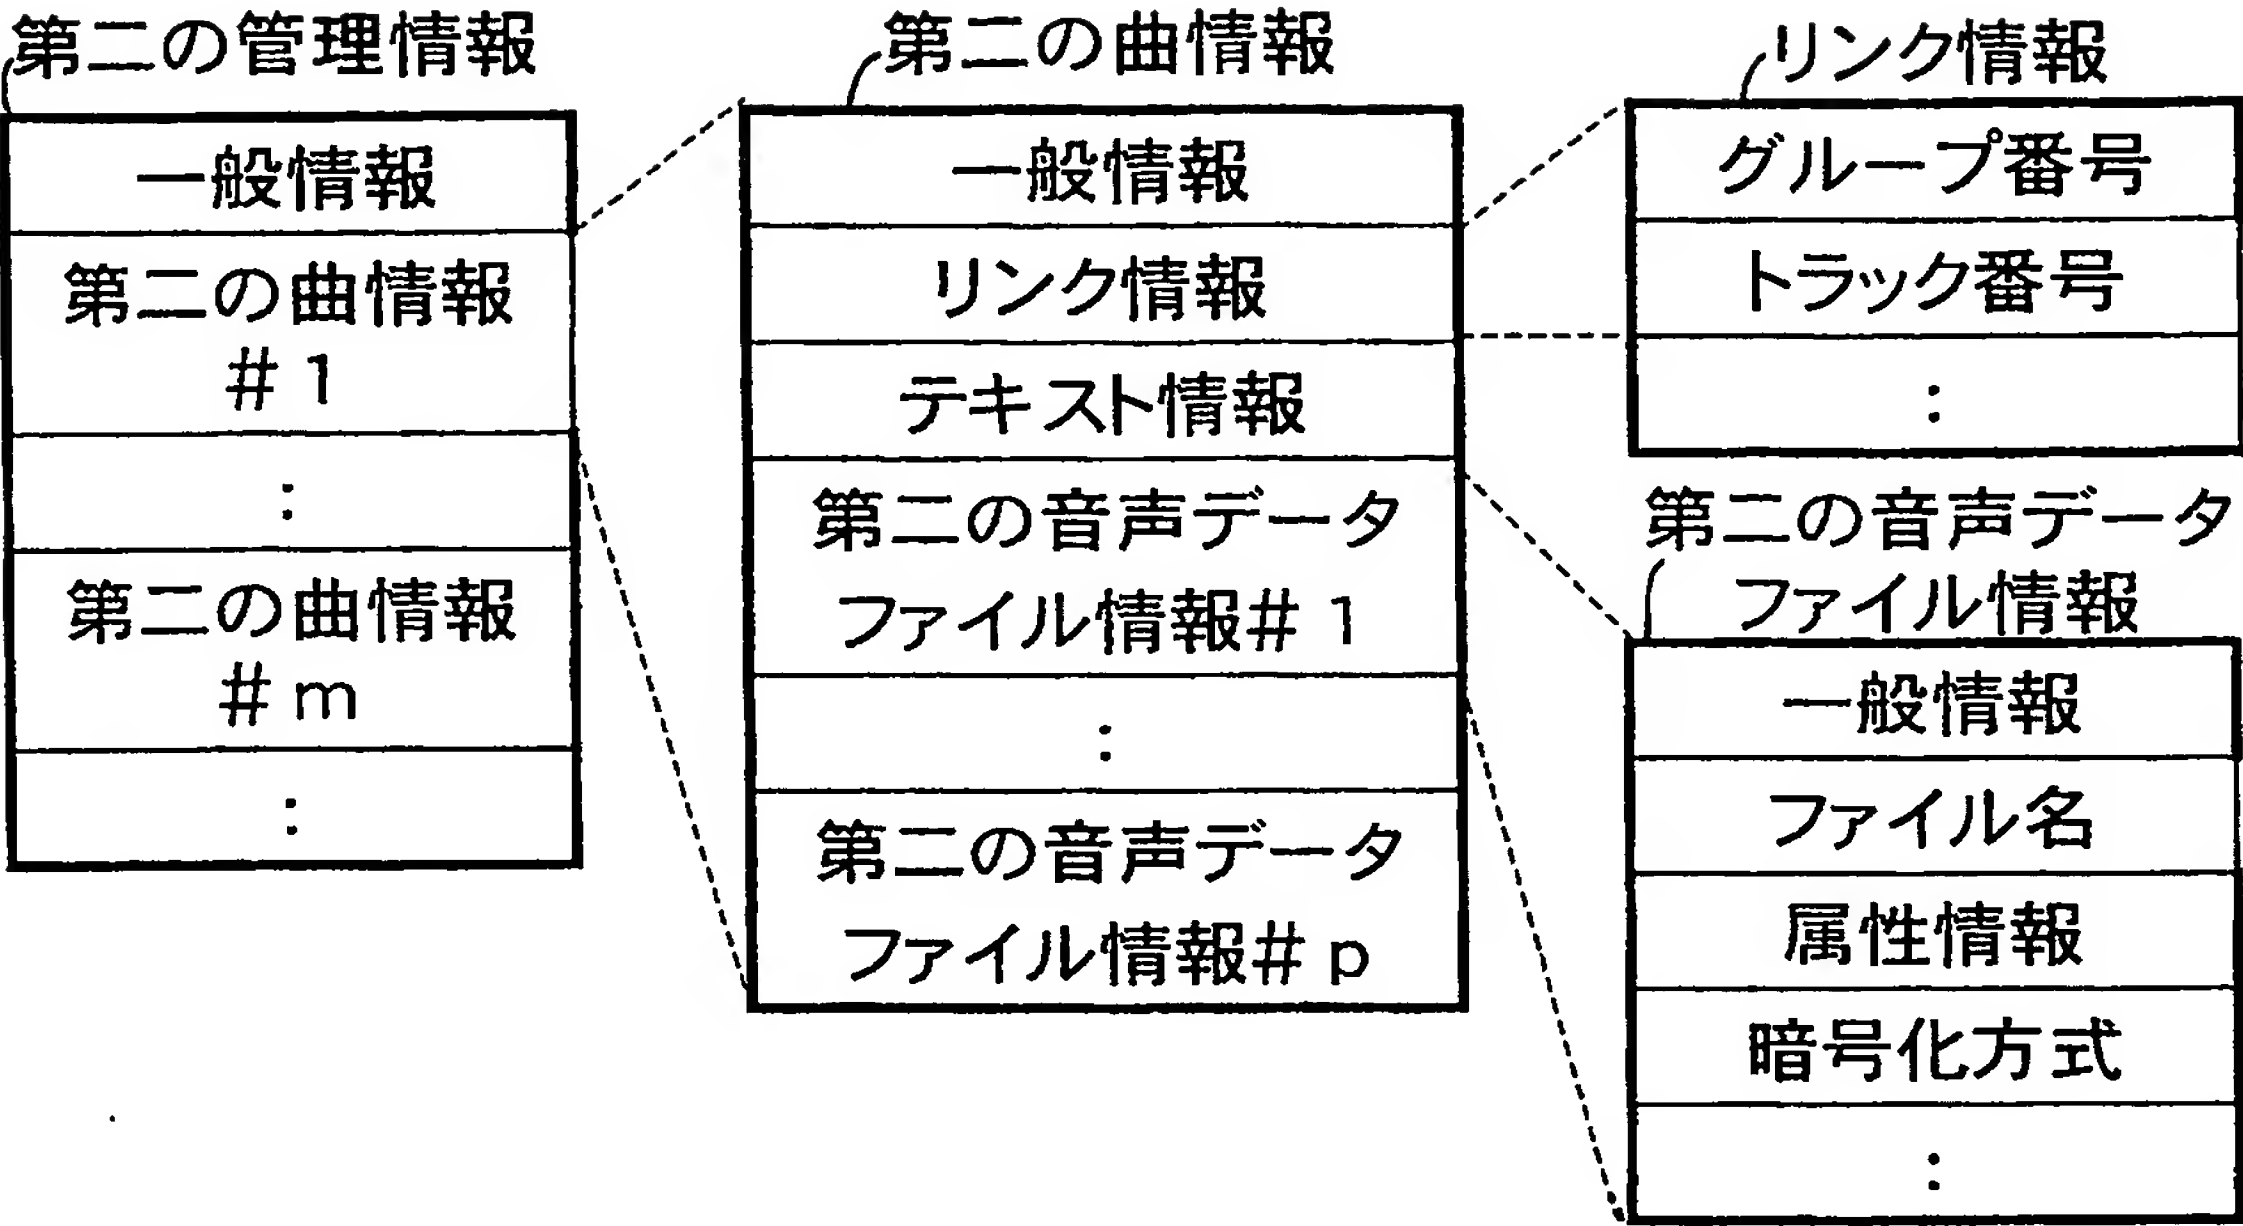 第二の管理情報
一般情報
第二の曲情報
＃1
：
第二の曲情報
＃m
：
第二の曲情報
一般情報
リンク情報
テキスト情報
第二の音声データ
ファイル情報＃1
：
第二の音声データ
ファイル情報＃p
リンク情報
グループ番号
トラック番号
：
第二の音声データ
ファイル情報
一般情報
ファイル名
属性情報
暗号化方式
：